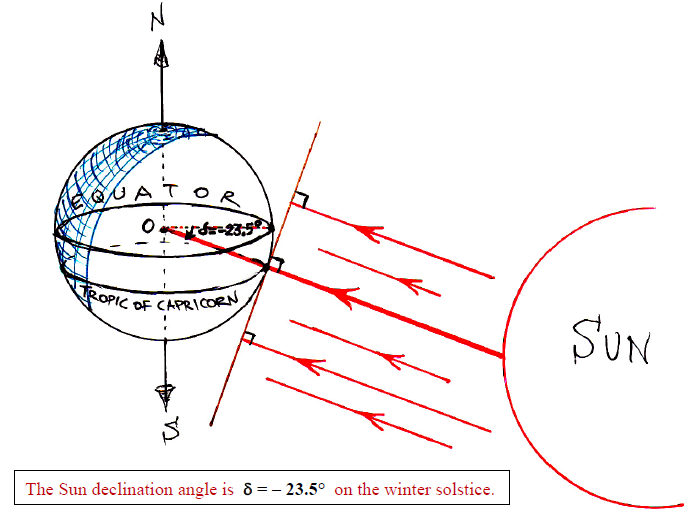 N
EQUATOR
O δ=-23.5°
TROPIC OF CAPRICORN
SUN
S
The Sun declination angle is δ = – 23.5° on the winter solstice.